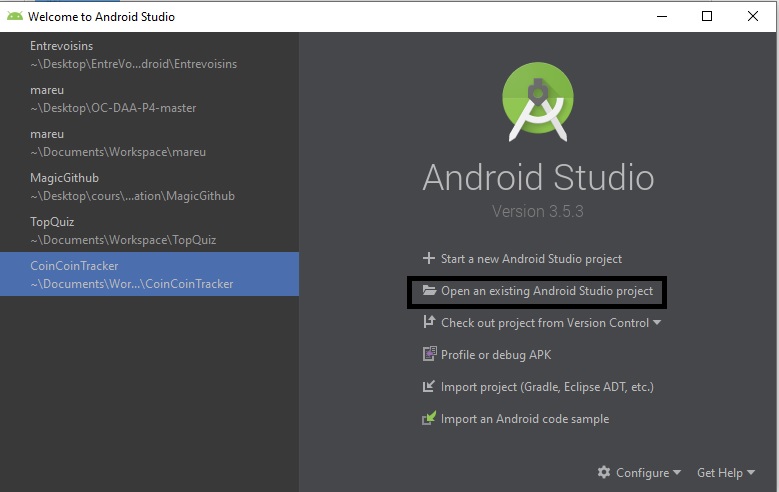 Welcome to Android Studio
Entrevoisins
~\Desktop\EntreVo...droid\Entrevoisins
mareu
~\Desktop\OC-DAA-P4-master
mareu
~\Documents\Workspace\mareu
MagicGithub
~\Desktop\cours\...ation\MagicGithub
TopQuiz
~\Documents\Workspace\TopQuiz
CoinCoinTracker
~\Documents\Wor...\CoinCoinTracker
Android Studio
Version 3.5.3
Start a new Android Studio project
Open an existing Android Studio project
Check out project from Version Control
Profile or debug APK
Import project (Gradle, Eclipse ADT, etc.)
Import an Android code sample
Configure
Get Help